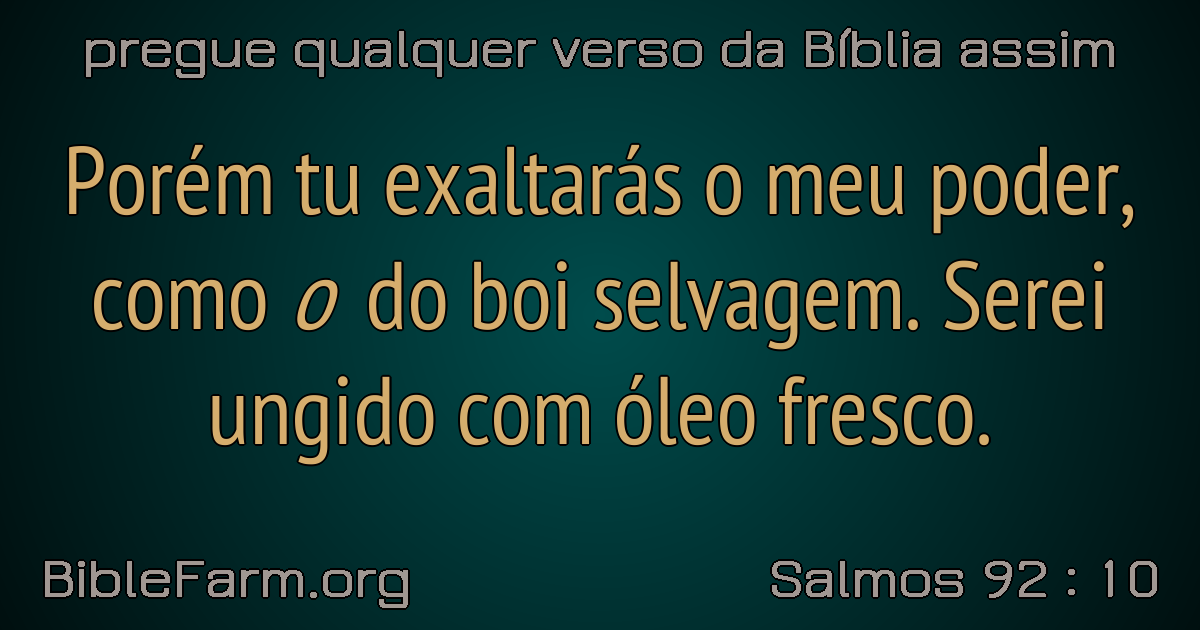 pregue qualquer verso da Bíblia assim
Porém tu exaltarás o meu poder,
como o do boi selvagem. Serei
ungido com óleo fresco.
BibleFarm.org
Salmos 92 : 10